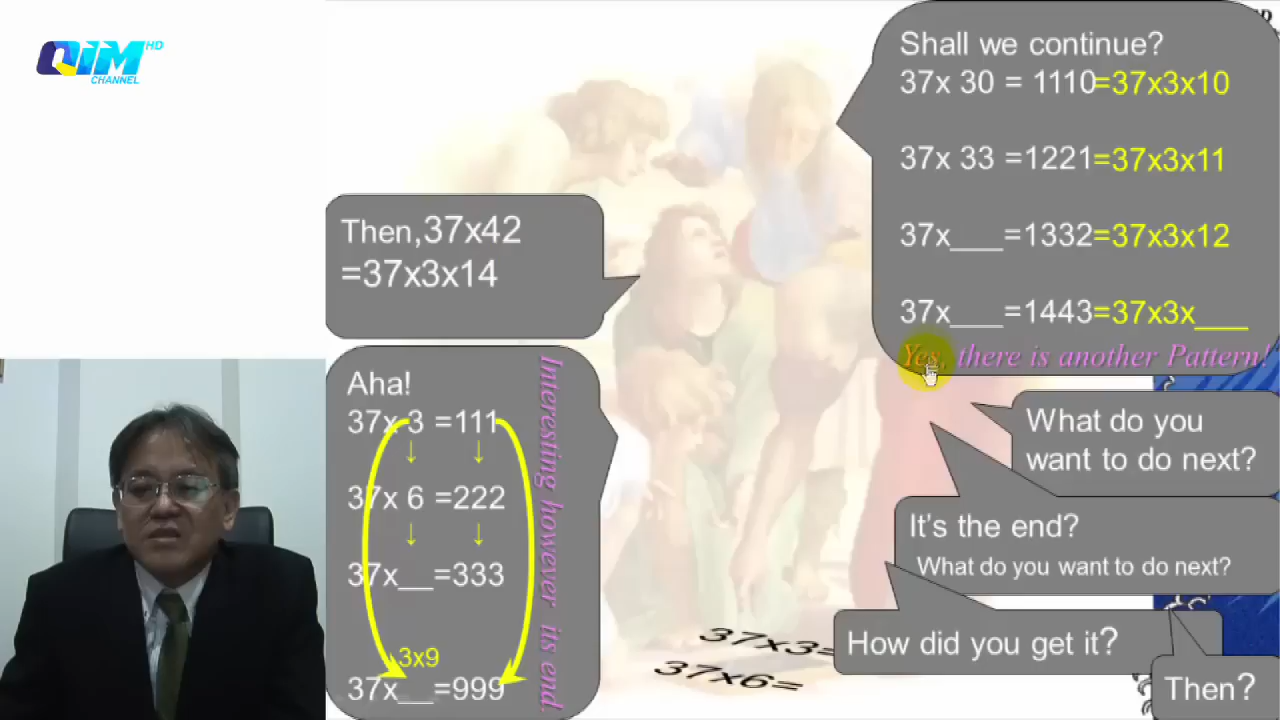 QIM HD
CHANNEL
Shall we continue?
37x 30 = 1110=37x3x10
37x 33 =1221=37x3x11
37x___=1332=37x3x12
37x___=1443=37x3x___
Yes, there is another Pattern!
Then,37x42
=37x3x14
Aha!
37x 3 =111
↓ ↓
37x 6 =222
↓ ↓
37x__=333
3x9
37x__=999
Interesting however its end.
What do you
want to do next?
It's the end?
What do you want to do next?
How did you get it?
Then?
37x3=
37x6=